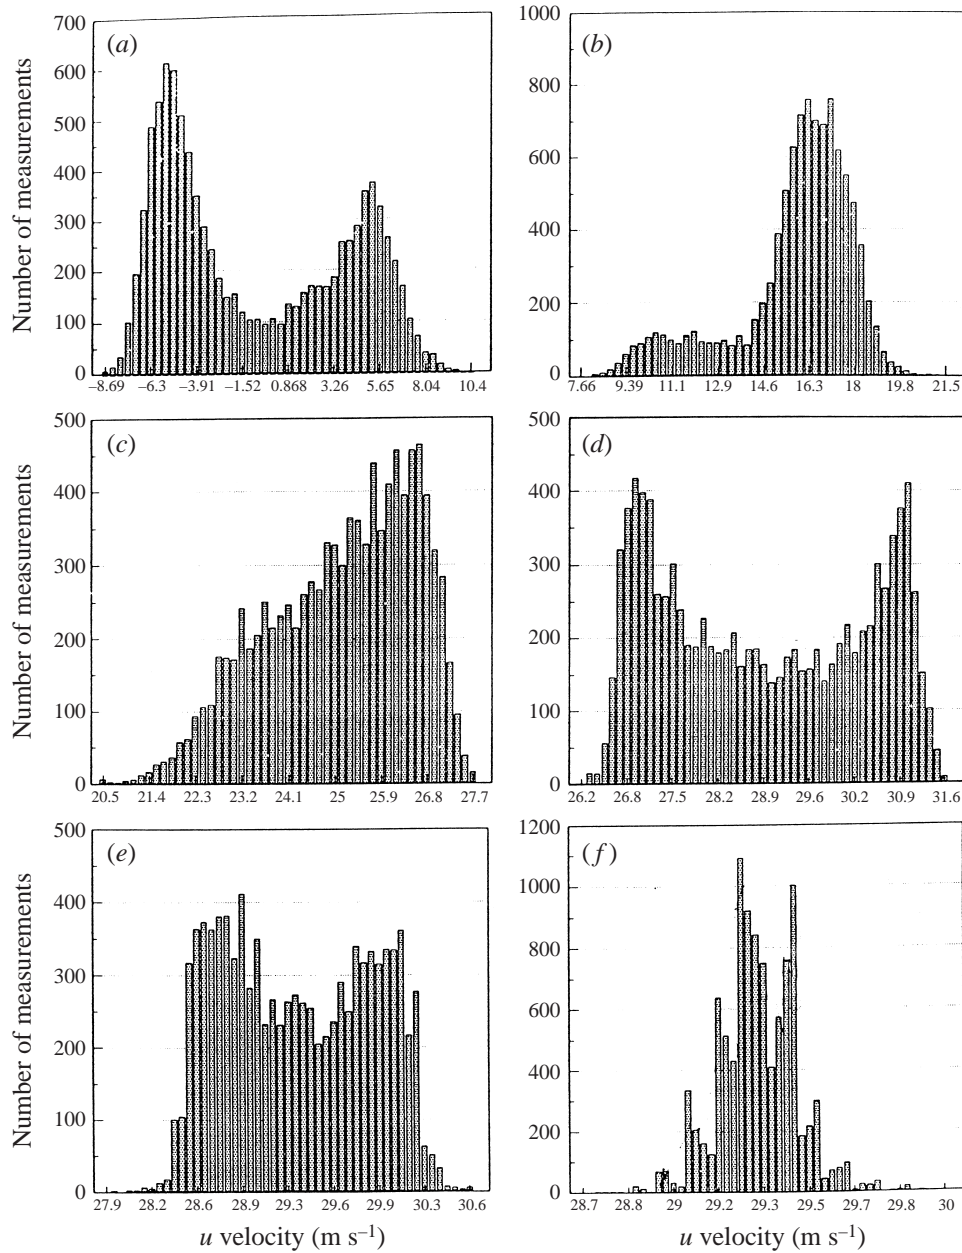 (a)
700
600
500
400
300
200
100
0
Number of measurements
−8.69 −6.3 −3.91 −1.52 0.868 3.26 5.65 8.04 10.4
(b)
1000
800
600
400
200
0
7.66 9.39 11.1 12.9 14.6 16.3 18 19.8 21.5
(c)
500
400
300
200
100
0
Number of measurements
20.5 21.4 22.3 23.2 24.1 25 25.9 26.8 27.7
(d)
500
400
300
200
100
0
26.2 26.8 27.5 28.2 28.9 29.6 30.2 30.9 31.6
(e)
500
400
300
200
100
0
Number of measurements
27.9 28.2 28.6 28.9 29.3 29.6 29.9 30.3 30.6
u velocity (m s⁻¹)
(f)
1200
1000
800
600
400
200
0
28.7 28.8 29 29.2 29.3 29.5 29.7 29.8 30
u velocity (m s⁻¹)